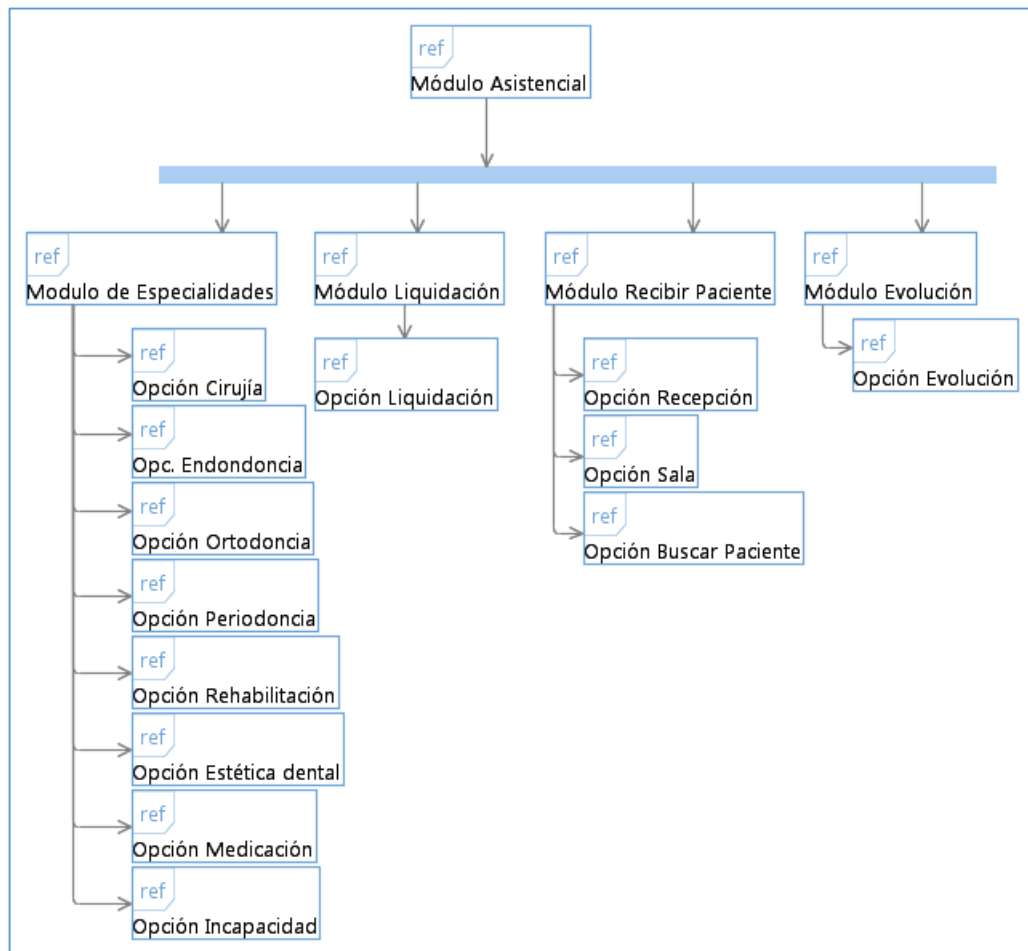 ref
Módulo Asistencial
ref
Modulo de Especialidades
ref
Módulo Liquidación
ref
Módulo Recibir Paciente
ref
Módulo Evolución
ref
Opción Cirujía
ref
Opc. Endondoncia
ref
Opción Ortodoncia
ref
Opción Periodoncia
ref
Opción Rehabilitación
ref
Opción Estética dental
ref
Opción Medicación
ref
Opción Incapacidad
ref
Opción Liquidación
ref
Opción Recepción
ref
Opción Sala
ref
Opción Buscar Paciente
ref
Opción Evolución